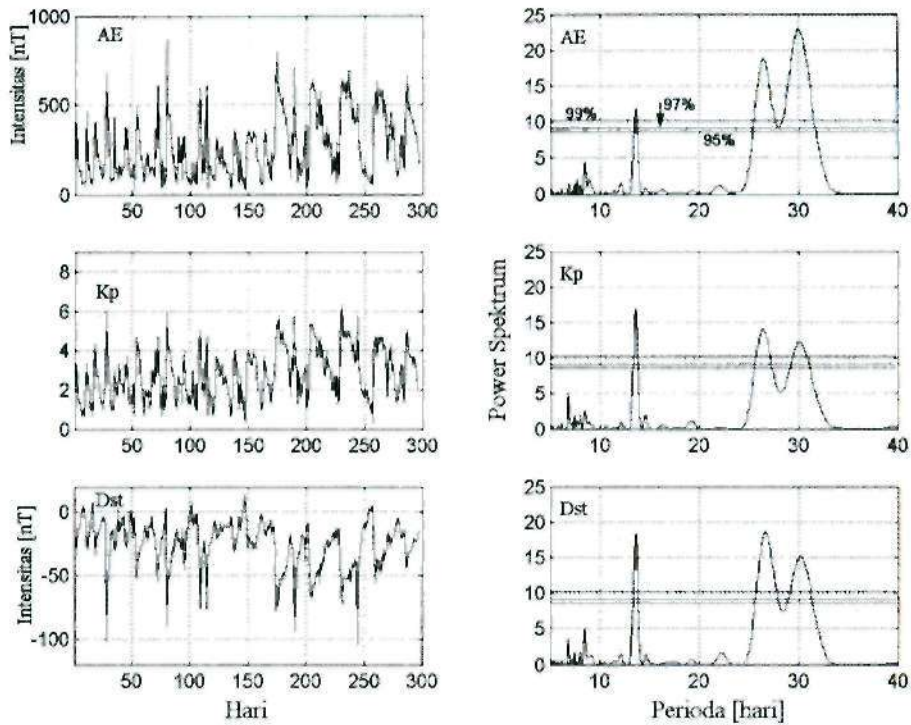 1000
AE
Intensitas [nT]
500
0
50 100 150 200 250 300
25
AE
20
15
99%
97%
10
95%
5
0
10 20 30 40
8
Kp
6
4
2
0
50 100 150 200 250 300
25
Kp
20
Power Spektrum
15
10
5
0
10 20 30 40
Dst
0
Intensitas [nT]
-50
-100
50 100 150 200 250 300
Hari
25
Dst
20
15
10
5
0
10 20 30 40
Perioda [hari]